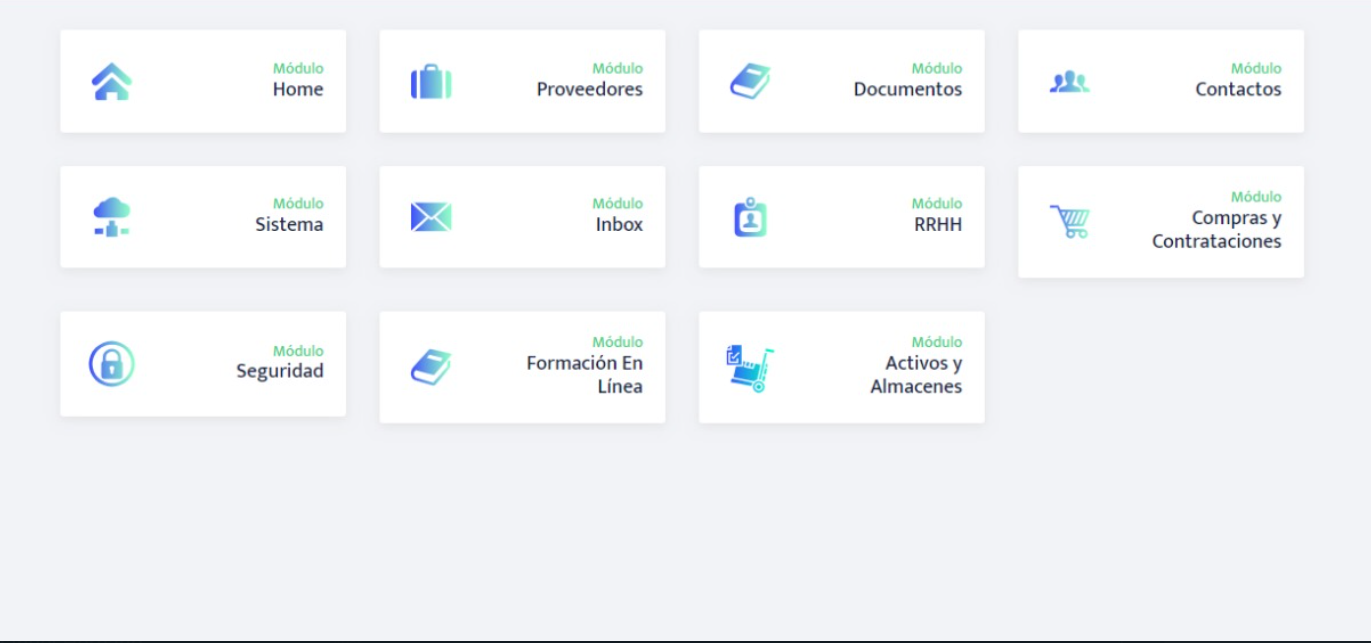 Módulo
Home
Módulo
Proveedores
Módulo
Documentos
Módulo
Contactos
Módulo
Sistema
Módulo
Inbox
Módulo
RRHH
Módulo
Compras y
Contrataciones
Módulo
Seguridad
Módulo
Formación En
Línea
Módulo
Activos y
Almacenes